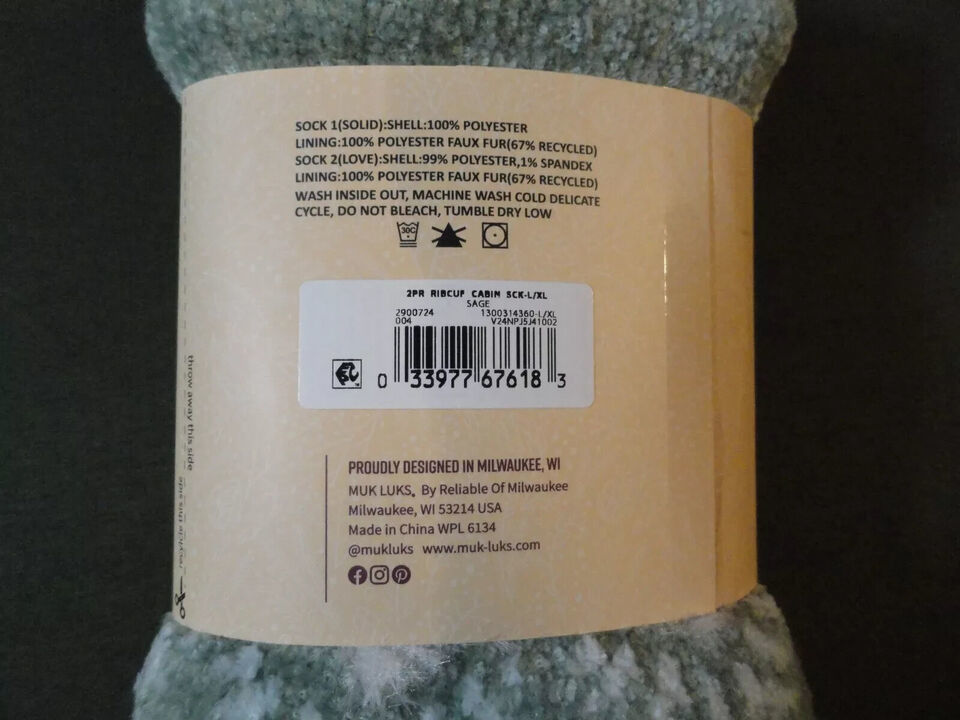 SOCK 1(SOLID):SHELL:100% POLYESTER
LINING:100% POLYESTER FAUX FUR(67% RECYCLED)
SOCK 2(LOVE):SHELL:99% POLYESTER,1% SPANDEX
LINING:100% POLYESTER FAUX FUR(67% RECYCLED)
WASH INSIDE OUT, MACHINE WASH COLD DELICATE
CYCLE, DO NOT BLEACH, TUMBLE DRY LOW
30C
2PR RIBCUF CABIN SCK-L/XL
SAGE
2900724 1300314360-L/XL
004 V24NPJ5J41002
0 33977 67618 3
throw away this side
recycle this side
PROUDLY DESIGNED IN MILWAUKEE, WI
MUK LUKS® By Reliable Of Milwaukee
Milwaukee, WI 53214 USA
Made in China WPL 6134
@mukluks www.muk-luks.com